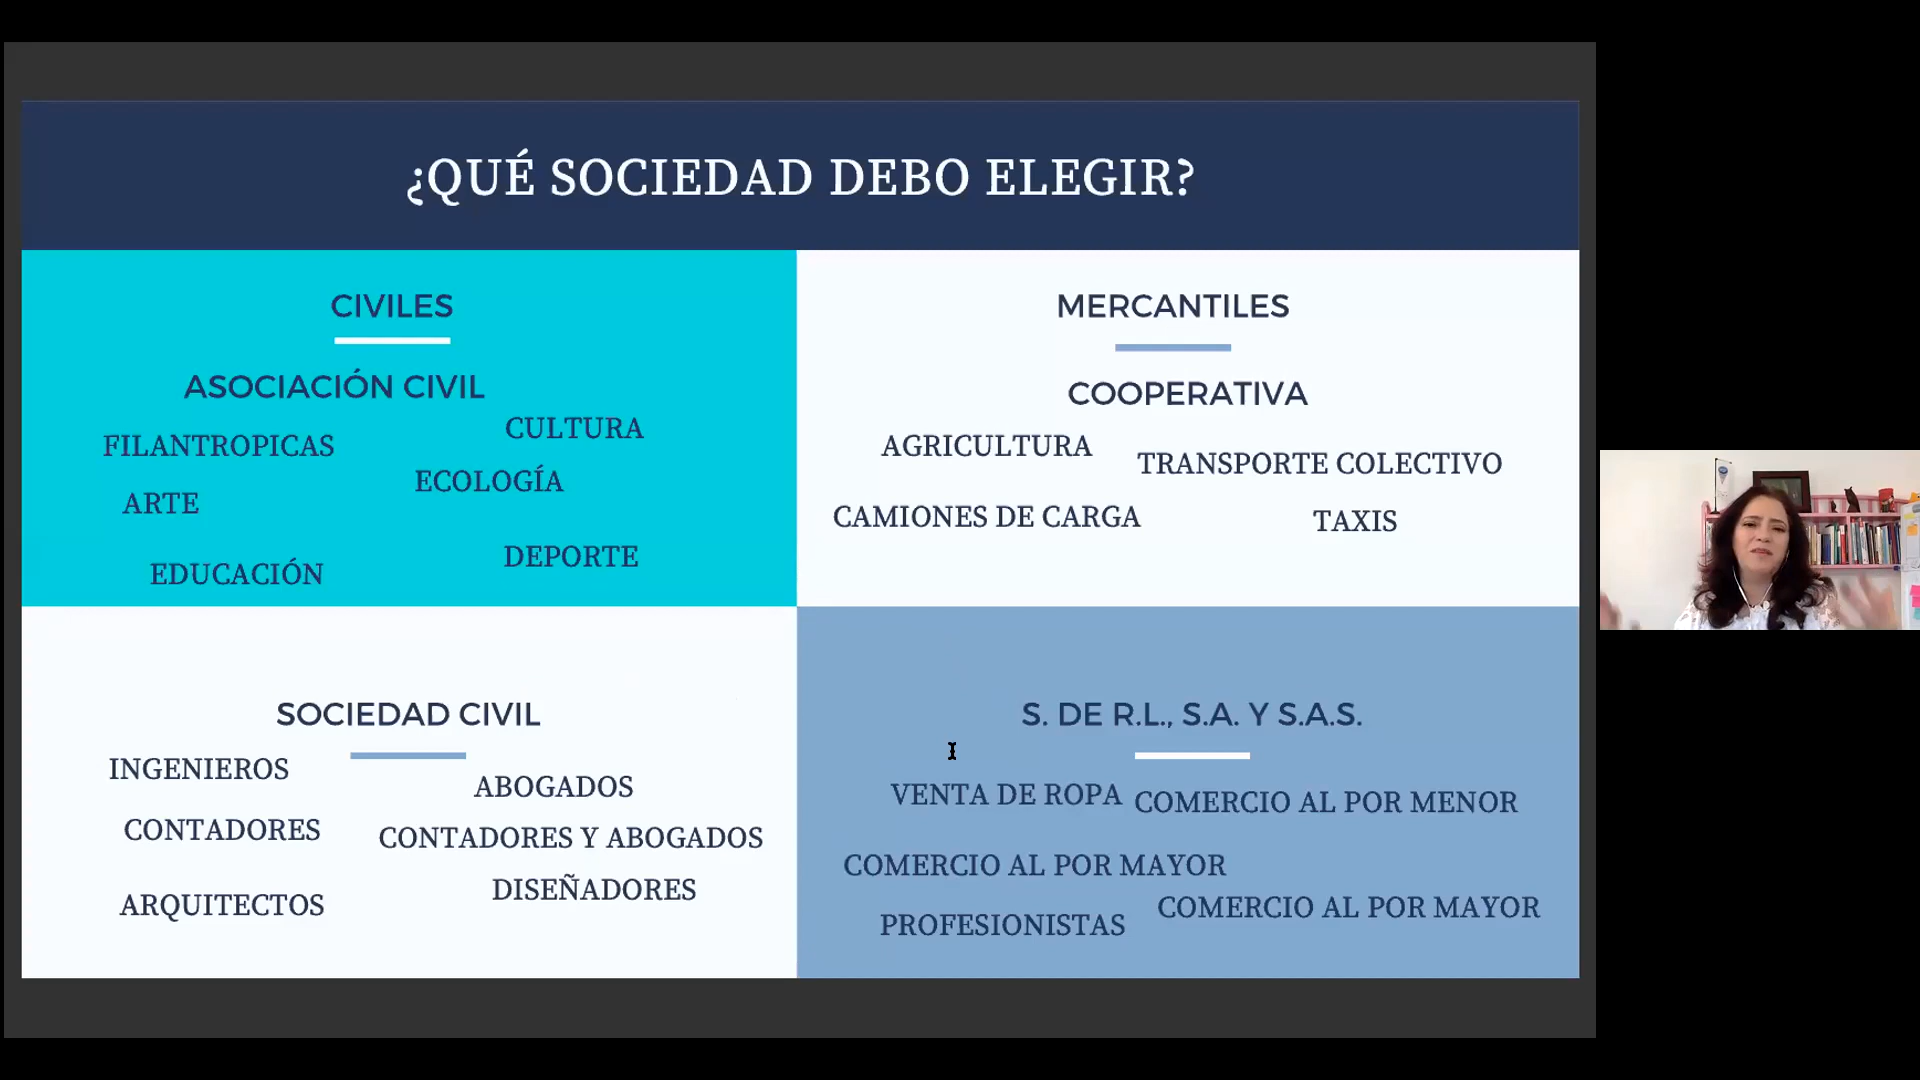 ¿QUÉ SOCIEDAD DEBO ELEGIR?
CIVILES
ASOCIACIÓN CIVIL
CULTURA
FILANTROPICAS
ECOLOGÍA
ARTE
DEPORTE
EDUCACIÓN
MERCANTILES
COOPERATIVA
AGRICULTURA
TRANSPORTE COLECTIVO
CAMIONES DE CARGA
TAXIS
SOCIEDAD CIVIL
INGENIEROS
ABOGADOS
CONTADORES
CONTADORES Y ABOGADOS
DISEÑADORES
ARQUITECTOS
S. DE R.L., S.A. Y S.A.S.
VENTA DE ROPA
COMERCIO AL POR MENOR
COMERCIO AL POR MAYOR
COMERCIO AL POR MAYOR
PROFESIONISTAS